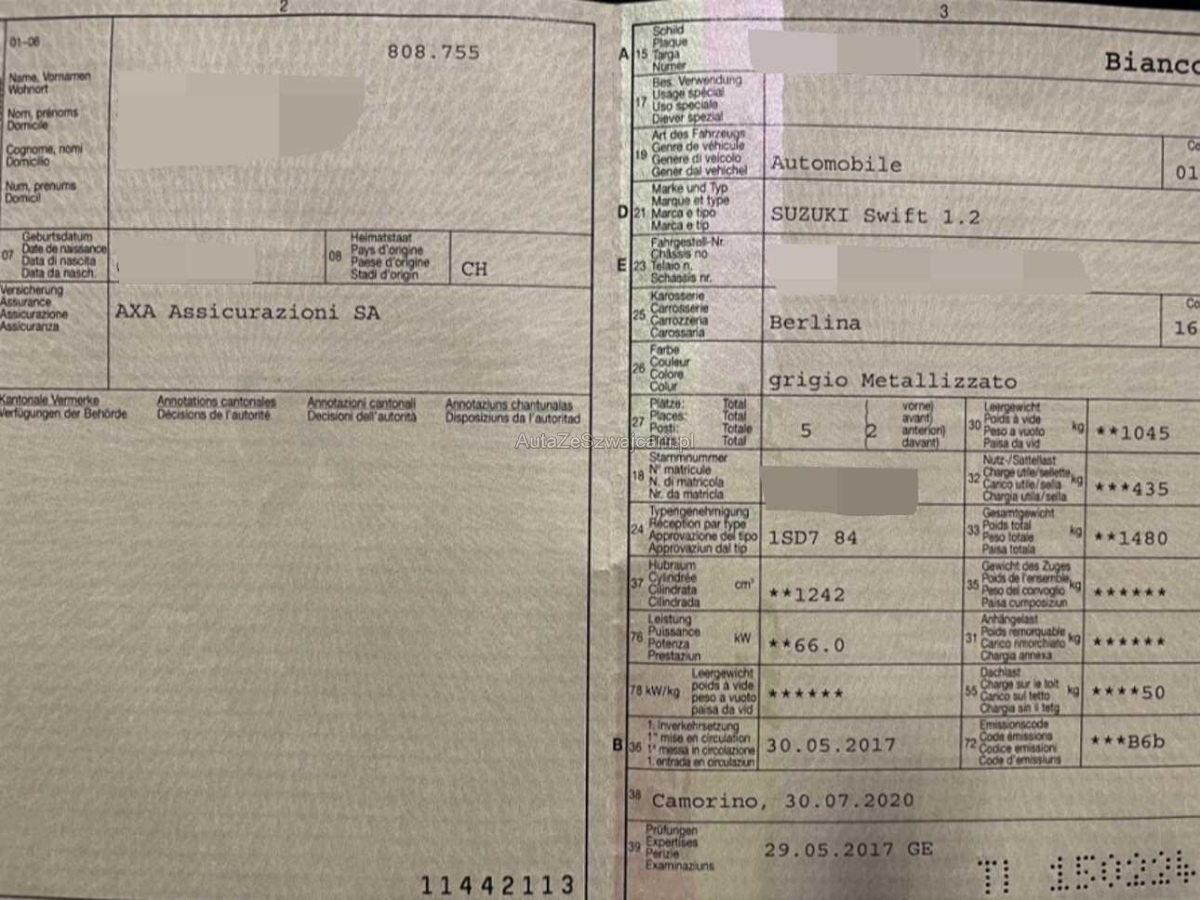 2
01-06
808.755
Name, Vornamen
Wohnort
Nom, prénoms
Domicile
Cognome, nomi
Domicilio
Num, prenums
Domicil
07
Geburtsdatum
Date de naissance
Data di nascita
Data da nasch.
08
Heimatstaat
Pays d'origine
Paese d'origine
Stadi d'origin
CH
Versicherung
Assurance
Assicurazione
Assicuranza
AXA Assicurazioni SA
Kantonale Vermerke
Verfügungen der Behörde
Annotations cantonales
Décisions de l'autorité
Annotazioni cantonali
Decisioni dell'autorità
Annotaziuns chantunalas
Disposiziuns da l'autoritad
AutaZeSzwajcarii.pl
11442113
3
A 15
Schild
Plaque
Targa
Numer
Bianco
17
Bes. Verwendung
Usage spécial
Uso speciale
Diever spezial
19
Art des Fahrzeugs
Genre de véhicule
Genere di veicolo
Gener dal vehichel
Automobile
Co
01
D 21
Marke und Typ
Marque et type
Marca e tipo
Marca e tip
SUZUKI Swift 1.2
E 23
Fahrgestell-Nr.
Châssis no
Telaio n.
Schassis nr.
25
Karosserie
Carrosserie
Carrozzeria
Carossaria
Berlina
Co
16
26
Farbe
Couleur
Colore
Colur
grigio Metallizzato
27
Plätze: Total
Places: Total
Posti: Totale
Total
5
2
vorne)
avant)
anteriori)
davant)
30
Leergewicht
Poids à vide
Peso a vuoto
Paisa da vid
kg
**1045
18
Stammnummer
N° matricule
N. di matricola
Nr. da matricla
32
Nutz-/Sattellast
Charge utile/sellette
Carico utile/sella
Chargia utila/sella
kg
***435
24
Typengenehmigung
Réception par type
Approvazione del tipo
Approvaziun dal tip
1SD7 84
33
Gesamtgewicht
Poids total
Peso totale
Paisa totala
kg
**1480
37
Hubraum
Cylindrée
Cilindrata
Cilindrada
cm³
**1242
35
Gewicht des Zuges
Poids de l'ensemble
Peso del convoglio
Paisa cumposiziun
kg
******
76
Leistung
Puissance
Potenza
Prestaziun
kW
**66.0
31
Anhängelast
Poids remorquable
Carico rimorchiato
Chargia annexa
kg
******
78 kW/kg
Leergewicht
poids à vide
peso a vuoto
paisa da vid
******
55
Dachlast
Charge sur le toit
Carico sul tetto
Chargia sin il tetg
kg
****50
B 36
1. Inverkehrsetzung
1re mise en circulation
1a messa in circolazione
1. entrada en circulaziun
30.05.2017
72
Emissionscode
Code émissions
Codice emissioni
Code d'emissiuns
***B6b
38
Camorino, 30.07.2020
39
Prüfungen
Expertises
Perizie
Examinaziuns
29.05.2017 GE
TI 150224